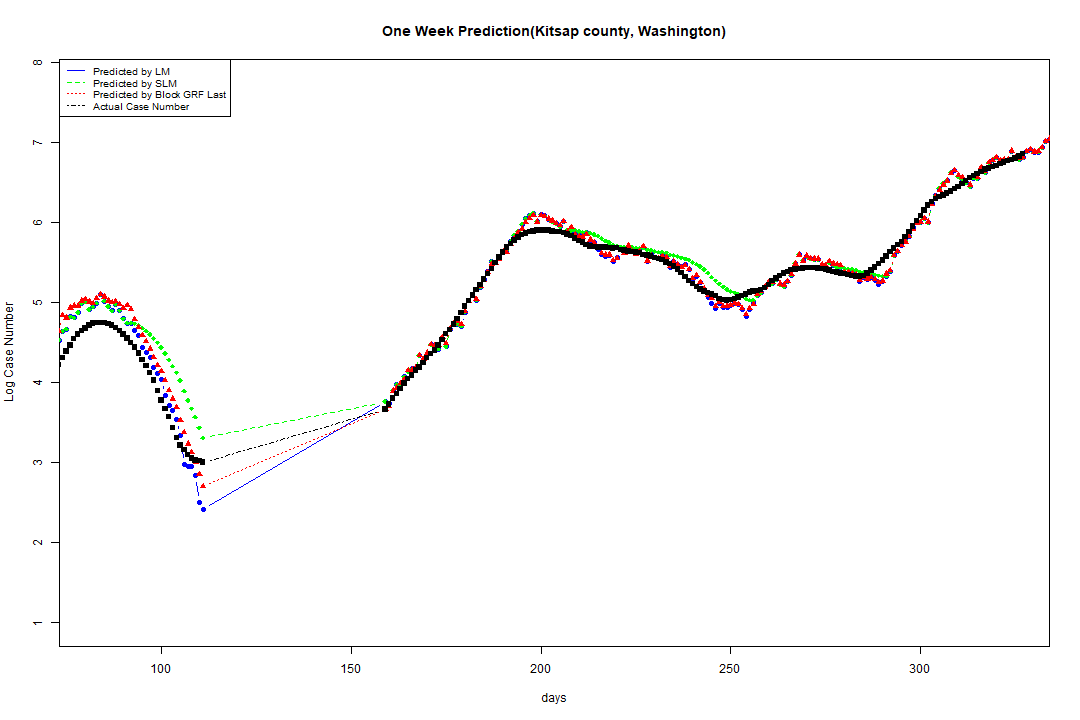 One Week Prediction(Kitsap county, Washington)
Predicted by LM
Predicted by SLM
Predicted by Block GRF Last
Actual Case Number
8
7
6
5
4
3
2
1
Log Case Number
100 150 200 250 300
days